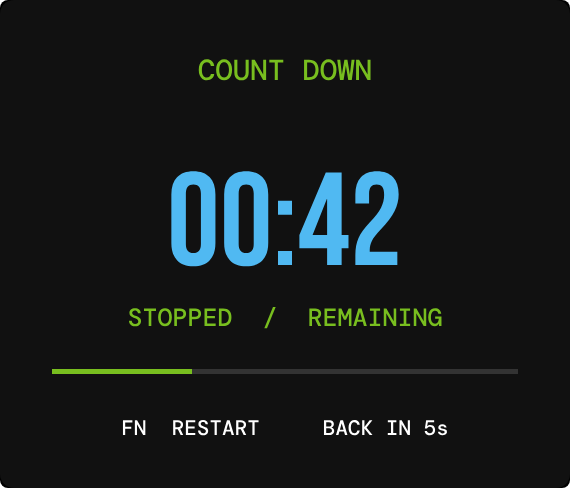 COUNT DOWN
00:42
STOPPED / REMAINING
FN RESTART BACK IN 5s